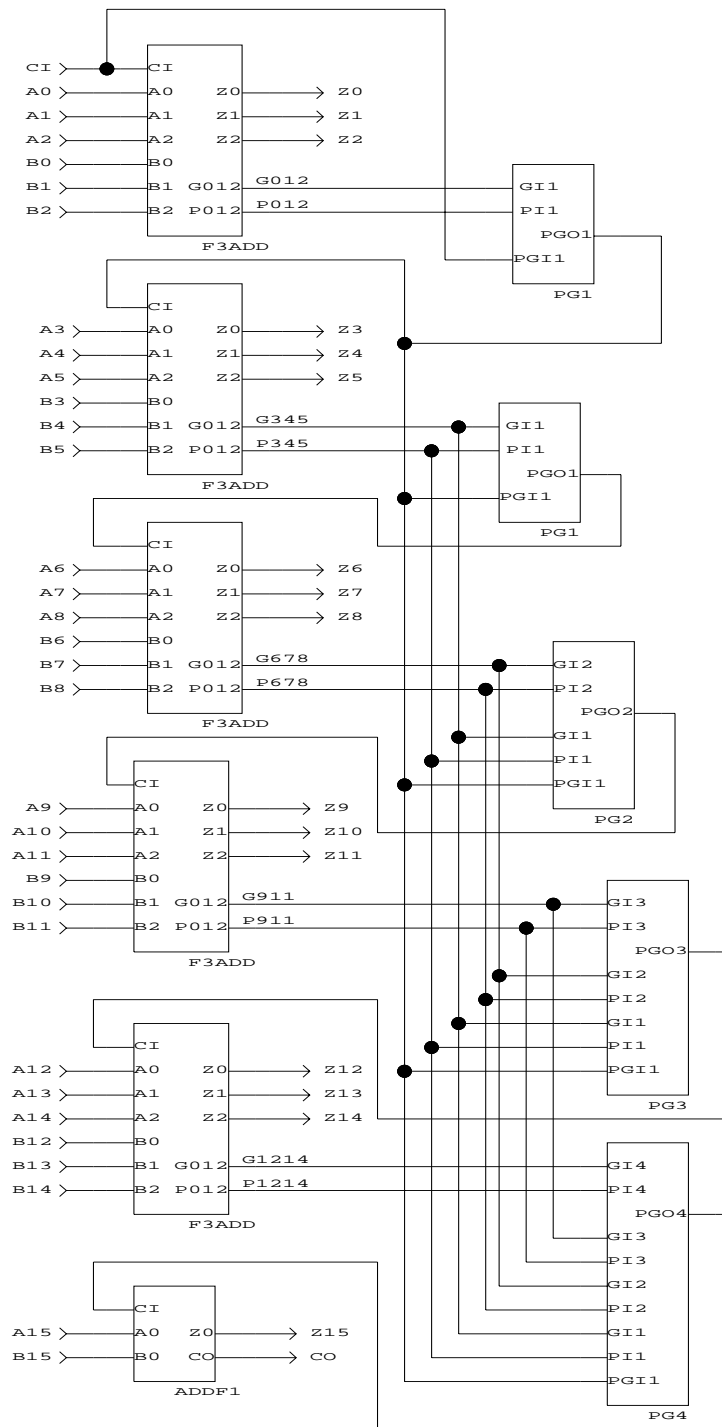 CI CI
A0 A0 Z0 Z0
A1 A1 Z1 Z1
A2 A2 Z2 Z2
B0 B0
B1 B1 G012 G012 GI1
B2 B2 P012 P012 PI1
PGO1
F3ADD PGI1
PG1
CI
A3 A0 Z0 Z3
A4 A1 Z1 Z4
A5 A2 Z2 Z5
B3 B0
B4 B1 G012 G345 GI1
B5 B2 P012 P345 PI1
PGO1
F3ADD PGI1
PG1
CI
A6 A0 Z0 Z6
A7 A1 Z1 Z7
A8 A2 Z2 Z8
B6 B0
B7 B1 G012 G678 GI2
B8 B2 P012 P678 PI2
PGO2
F3ADD
GI1
PI1
CI PGI1
A9 A0 Z0 Z9
PG2
A10 A1 Z1 Z10
A11 A2 Z2 Z11
B9 B0
B10 B1 G012 G911 GI3
B11 B2 P012 P911 PI3
PGO3
F3ADD
GI2
PI2
GI1
CI PI1
A12 A0 Z0 Z12 PGI1
A13 A1 Z1 Z13
PG3
A14 A2 Z2 Z14
B12 B0
B13 B1 G012 G1214 GI4
B14 B2 P012 P1214 PI4
PGO4
F3ADD
GI3
PI3
GI2
CI PI2
A15 A0 Z0 Z15 GI1
B15 B0 CO CO PI1
PGI1
ADDF1
PG4